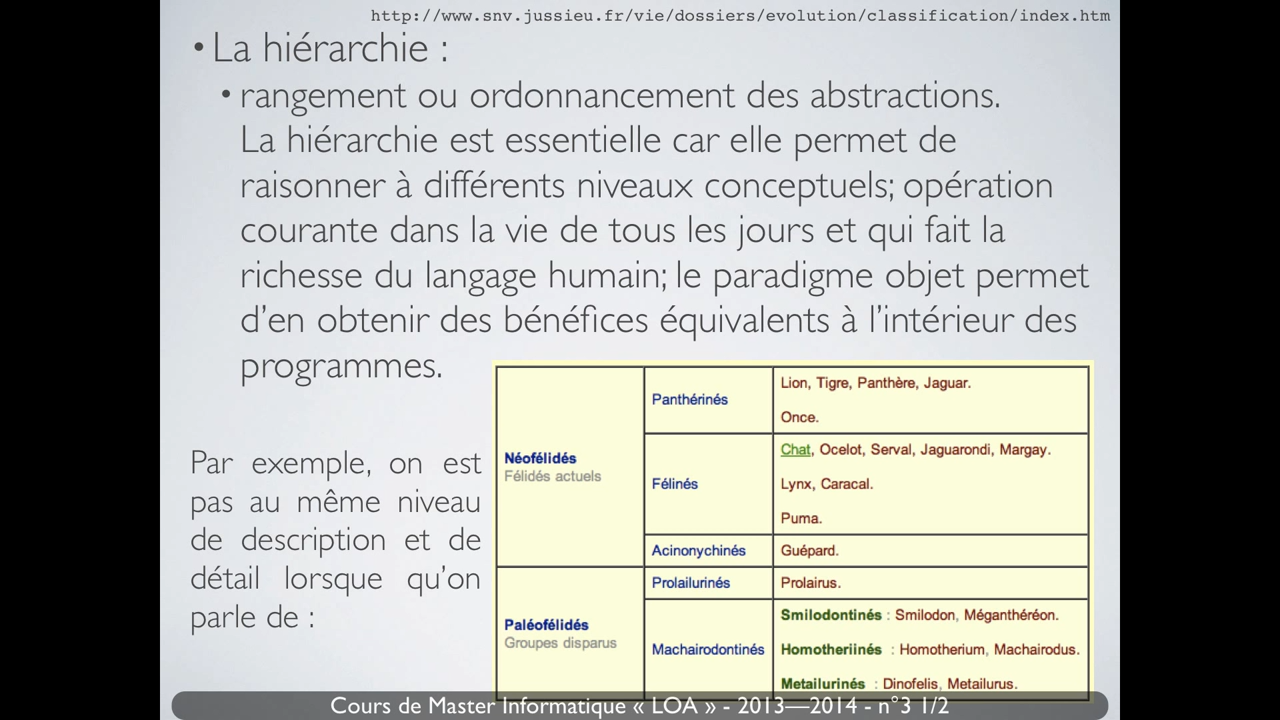 http://www.snv.jussieu.fr/vie/dossiers/evolution/classification/index.htm
• La hiérarchie :
• rangement ou ordonnancement des abstractions.
La hiérarchie est essentielle car elle permet de
raisonner à différents niveaux conceptuels; opération
courante dans la vie de tous les jours et qui fait la
richesse du langage humain; le paradigme objet permet
d'en obtenir des bénéfices équivalents à l'intérieur des
programmes.
Par exemple, on est
pas au même niveau
de description et de
détail lorsque qu'on
parle de :
Néofélidés
Félidés actuels
Panthérinés
Lion, Tigre, Panthère, Jaguar.
Once.
Félinés
Chat, Ocelot, Serval, Jaguarondi, Margay.
Lynx, Caracal.
Puma.
Acinonychinés
Guépard.
Paléofélidés
Groupes disparus
Prolailurinés
Prolairus.
Machairodontinés
Smilodontinés : Smilodon, Méganthéréon.
Homotheriinés : Homotherium, Machairodus.
Metailurinés : Dinofelis, Metailurus.
Cours de Master Informatique « LOA » - 2013—2014 - n°3 1/2